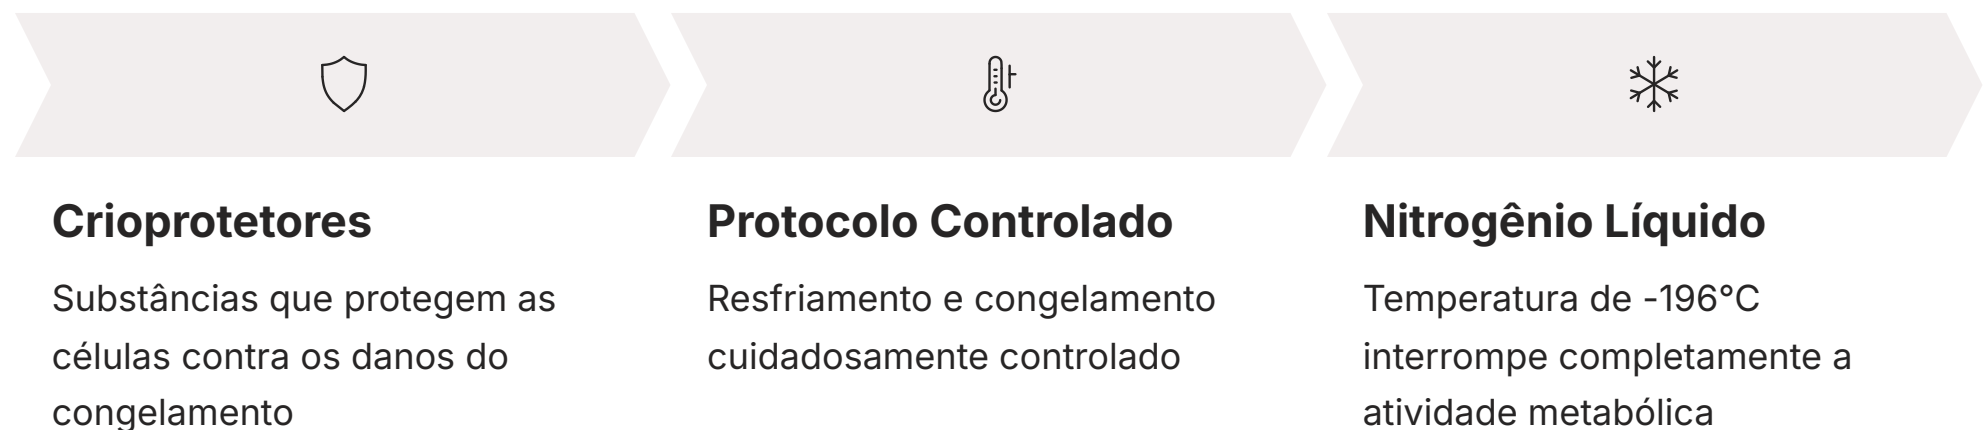 Crioprotetores
Substâncias que protegem as
células contra os danos do
congelamento
Protocolo Controlado
Resfriamento e congelamento
cuidadosamente controlado
Nitrogênio Líquido
Temperatura de -196°C
interrompe completamente a
atividade metabólica